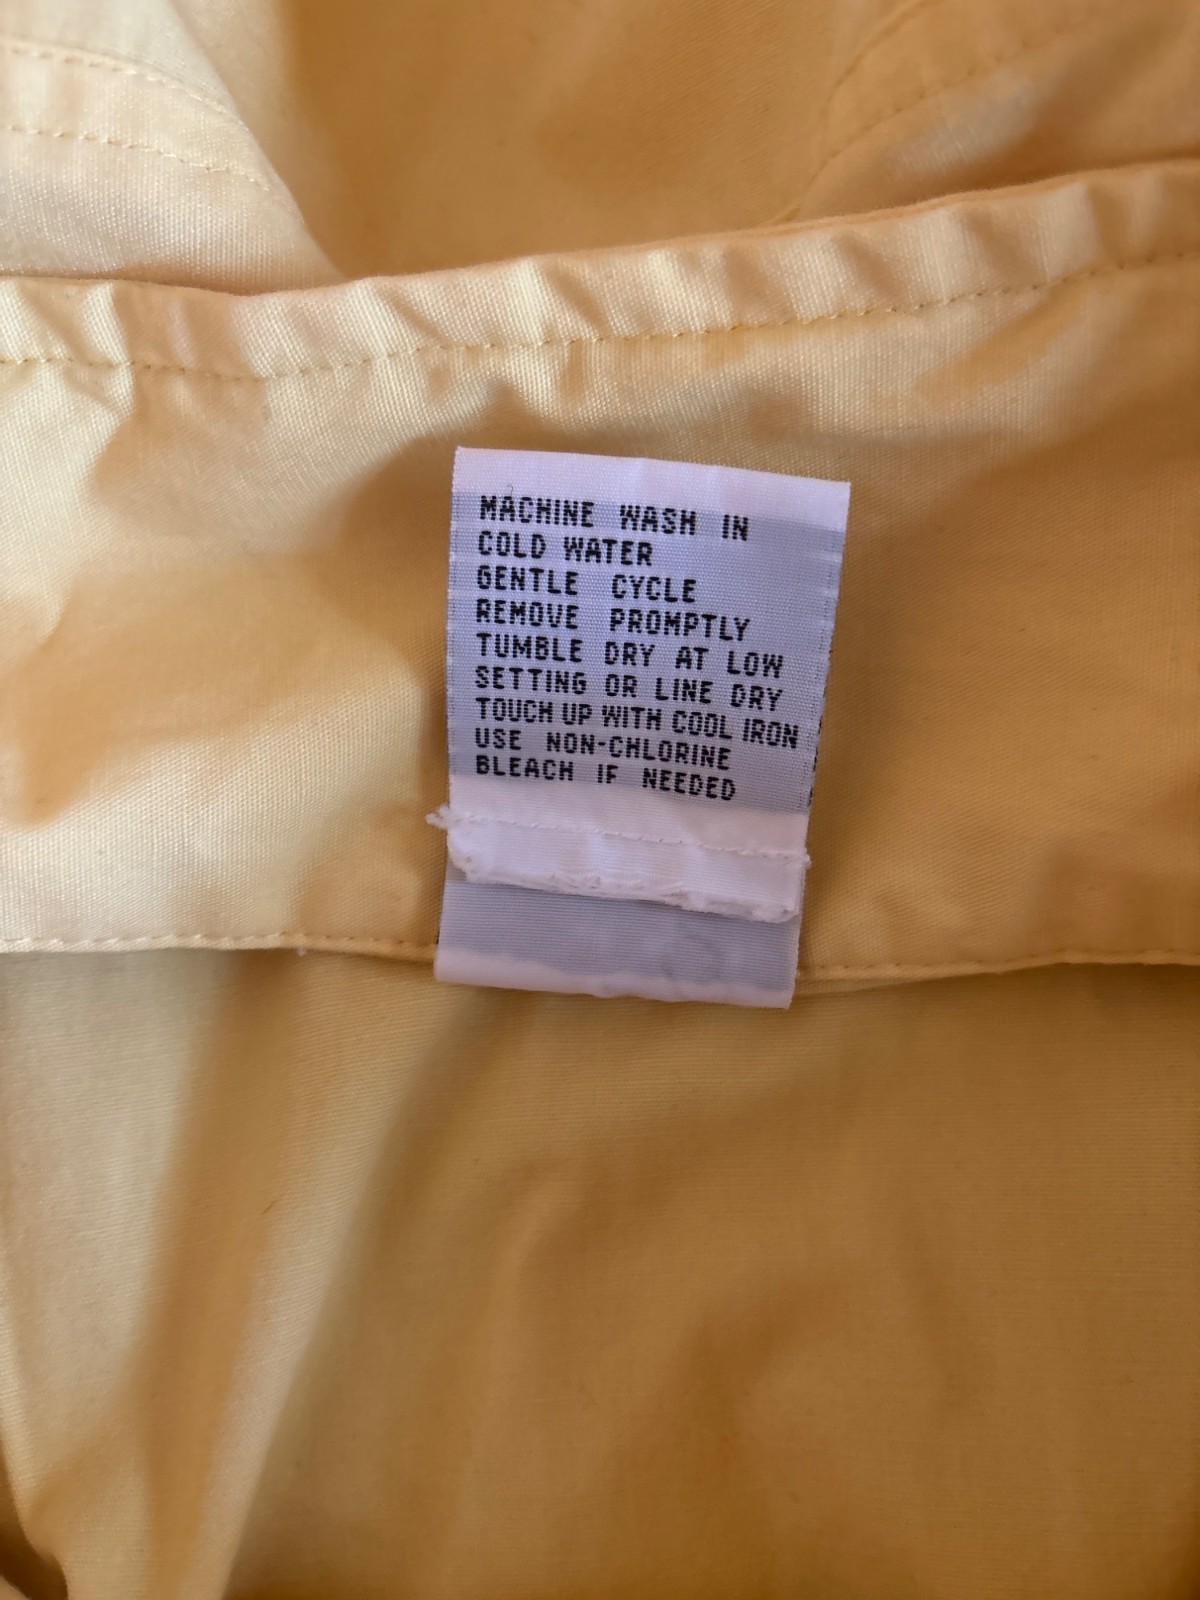 MACHINE WASH IN
COLD WATER
GENTLE CYCLE
REMOVE PROMPTLY
TUMBLE DRY AT LOW
SETTING OR LINE DRY
TOUCH UP WITH COOL IRON
USE NON-CHLORINE
BLEACH IF NEEDED